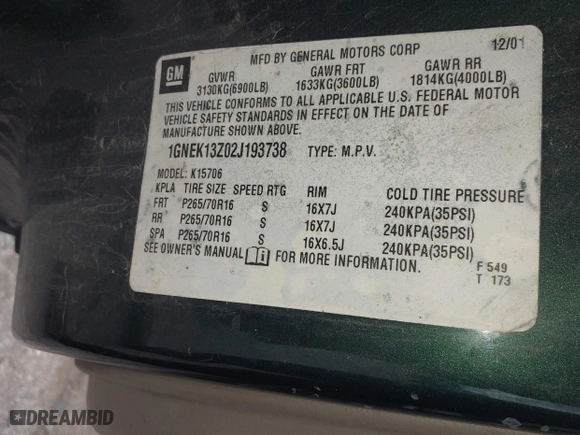 GM
MFD BY GENERAL MOTORS CORP 12/01
GVWR GAWR FRT GAWR RR
3130KG(6900LB) 1633KG(3600LB) 1814KG(4000LB)
THIS VEHICLE CONFORMS TO ALL APPLICABLE U.S. FEDERAL MOTOR
VEHICLE SAFETY STANDARDS IN EFFECT ON THE DATE OF
MANUFACTURE SHOWN ABOVE.
1GNEK13Z02J193738 TYPE: M.P.V.
MODEL: K15706
KPLA TIRE SIZE SPEED RTG RIM COLD TIRE PRESSURE
FRT P265/70R16 S 16X7J 240KPA(35PSI)
RR P265/70R16 S 16X7J 240KPA(35PSI)
SPA P265/70R16 S 16X6.5J 240KPA(35PSI)
SEE OWNER'S MANUAL FOR MORE INFORMATION.
F 549
T 173
DREAMBID